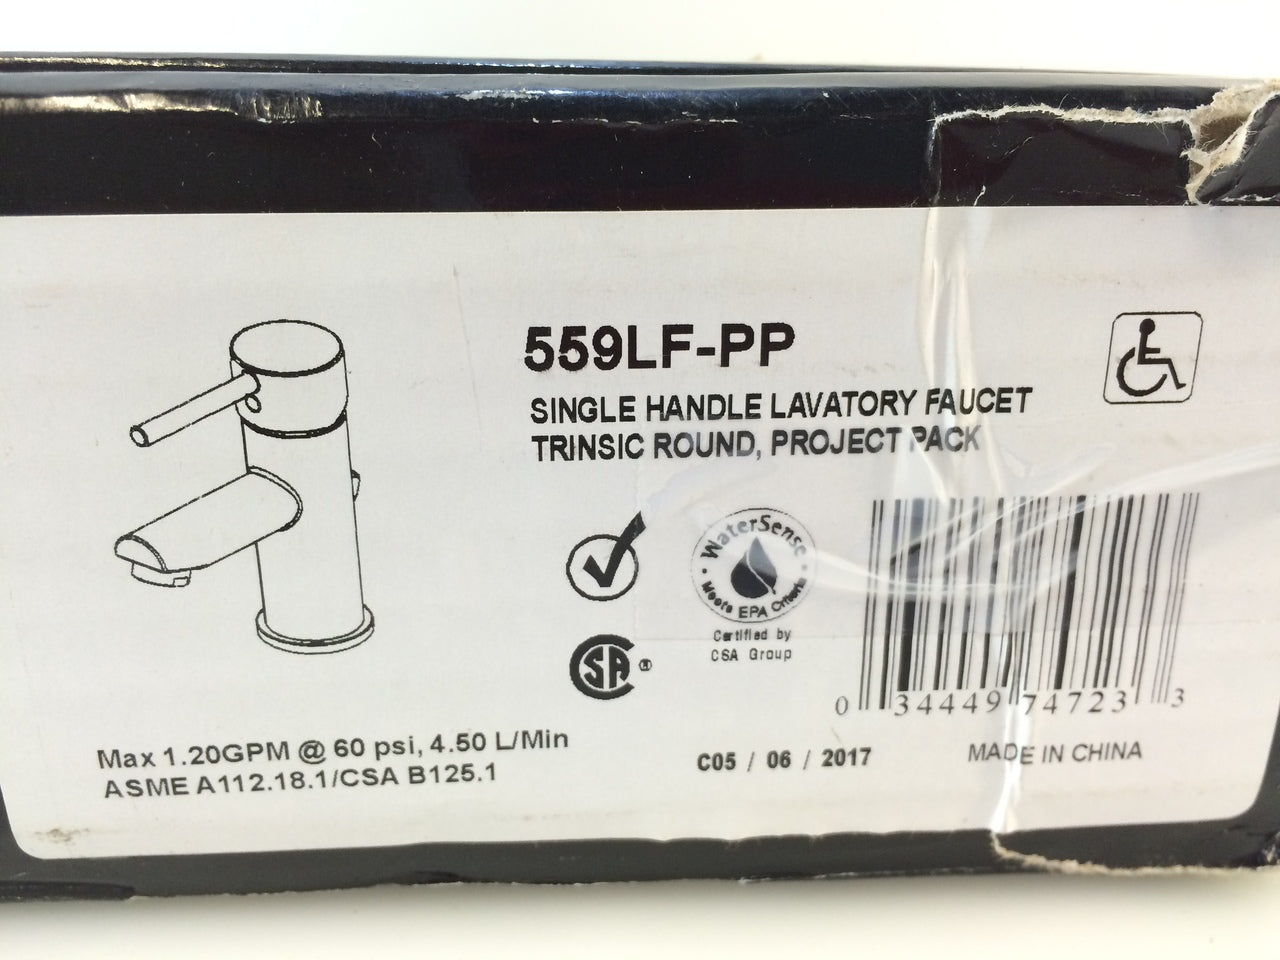 559LF-PP
SINGLE HANDLE LAVATORY FAUCET
TRINSIC ROUND, PROJECT PACK
WaterSense
Meets EPA Criteria
Certified by
CSA Group
SA ®
0 34449 74723 3
Max 1.20GPM @ 60 psi, 4.50 L/Min
ASME A112.18.1/CSA B125.1
C05 / 06 / 2017
MADE IN CHINA